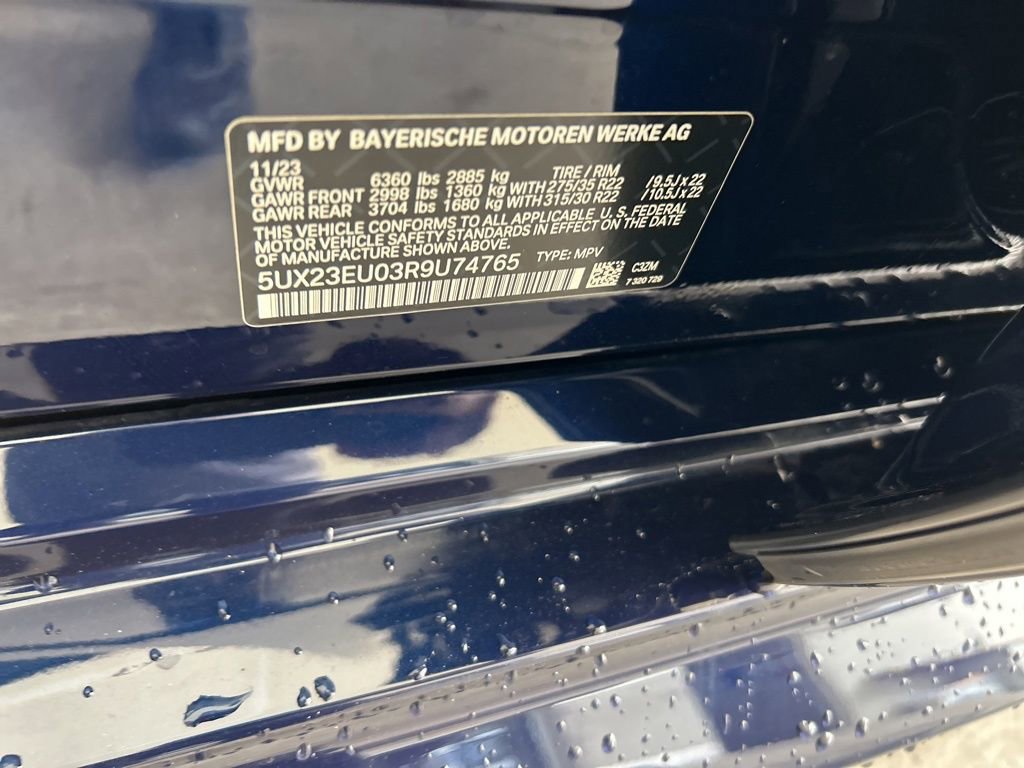 MFD BY BAYERISCHE MOTOREN WERKE AG
11/23 TIRE / RIM
GVWR 6360 lbs 2885 kg
GAWR FRONT 2998 lbs 1360 kg WITH 275/35 R22 / 9.5J x 22
GAWR REAR 3704 lbs 1680 kg WITH 315/30 R22 / 10.5J x 22
THIS VEHICLE CONFORMS TO ALL APPLICABLE U. S. FEDERAL
MOTOR VEHICLE SAFETY STANDARDS IN EFFECT ON THE DATE
OF MANUFACTURE SHOWN ABOVE.
5UX23EU03R9U74765 TYPE: MPV
C3ZM
7 320 729